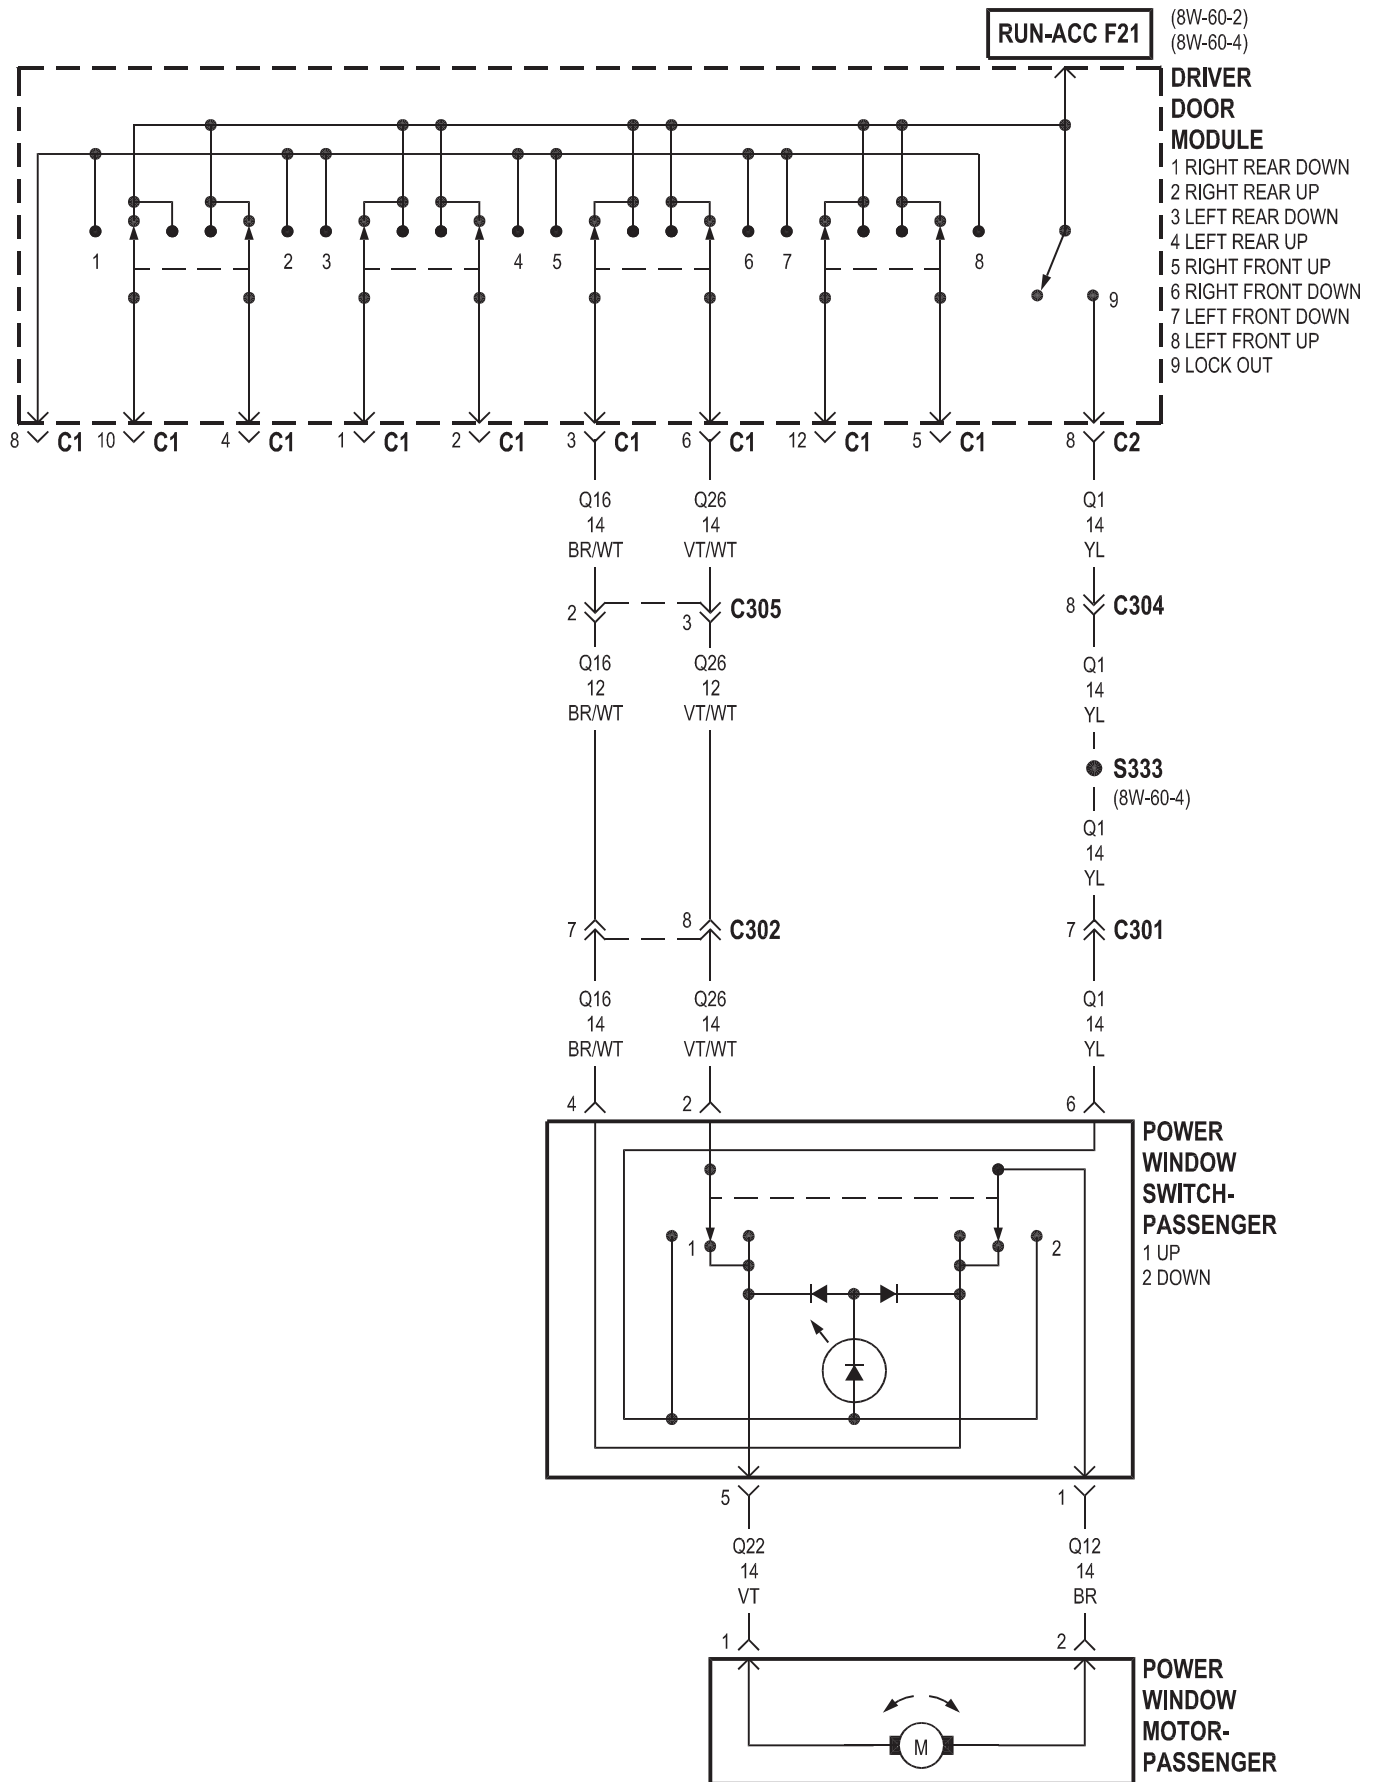 RUN-ACC F21
(8W-60-2)
(8W-60-4)
DRIVER
DOOR
MODULE
1 RIGHT REAR DOWN
2 RIGHT REAR UP
3 LEFT REAR DOWN
4 LEFT REAR UP
5 RIGHT FRONT UP
6 RIGHT FRONT DOWN
7 LEFT FRONT DOWN
8 LEFT FRONT UP
9 LOCK OUT
1 2 3 4 5 6 7 8
9
8 C1 10 C1 4 C1 1 C1 2 C1 3 C1 6 C1 12 C1 5 C1 8 C2
Q16 Q26 Q1
14 14 14
BR/WT VT/WT YL
2 3 C305 8 C304
Q16 Q26 Q1
12 12 14
BR/WT VT/WT YL
S333
(8W-60-4)
Q1
14
YL
7 8 C302 7 C301
Q16 Q26 Q1
14 14 14
BR/WT VT/WT YL
4 2 6
POWER
WINDOW
SWITCH-
PASSENGER
1 UP
2 DOWN
1 2
5 1
Q22 Q12
14 14
VT BR
1 2
POWER
WINDOW
MOTOR-
PASSENGER
M